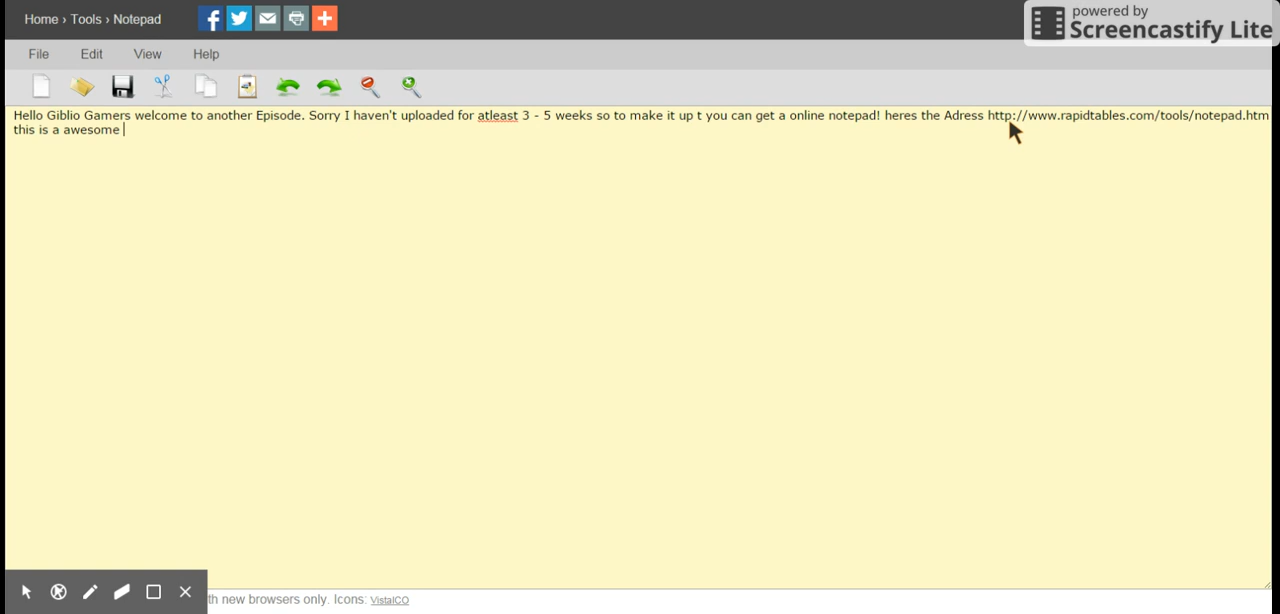 Home › Tools › Notepad
powered by
Screencastify Lite
File Edit View Help
Hello Giblio Gamers welcome to another Episode. Sorry I haven't uploaded for atleast 3 - 5 weeks so to make it up t you can get a online notepad! heres the Adress http://www.rapidtables.com/tools/notepad.htm
this is a awesome
th new browsers only. Icons: VistaICO